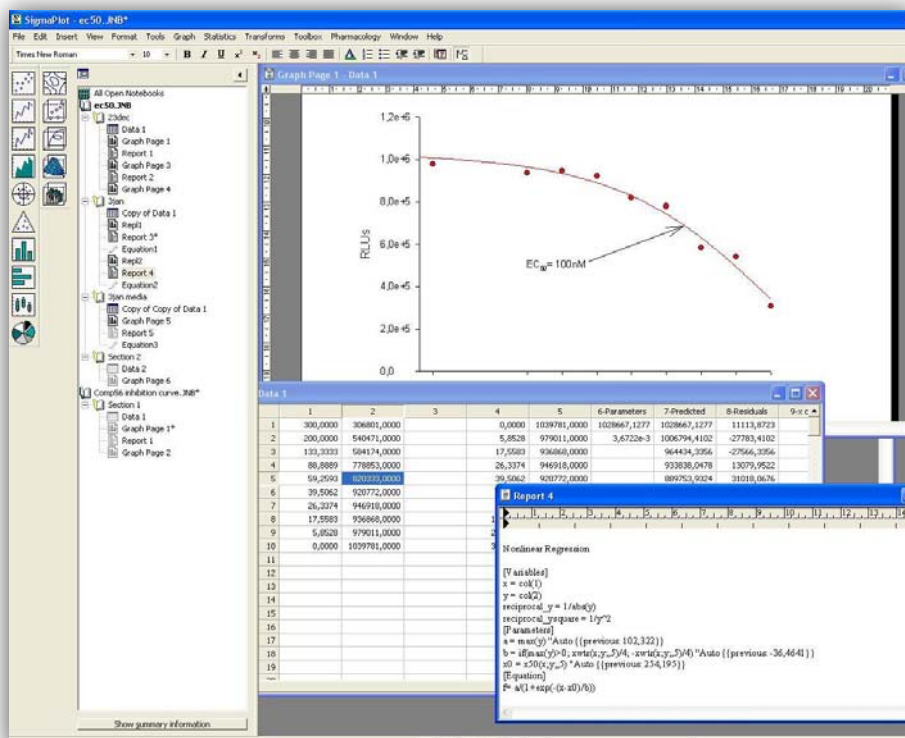 SigmaPlot - ec50.JNB*
File Edit Insert View Format Tools Graph Statistics Transforms Toolbox Pharmacology Window Help
Times New Roman 10 B I U
All Open Notebooks
ec50.JNB
23dec
Data 1
Graph Page 1
Report 1
Graph Page 3
Report 2
Graph Page 4
3jan
Copy of Data 1
Repl1
Report 3*
Equation1
Repl2
Report 4
Equation2
3jan media
Copy of Copy of Data 1
Graph Page 5
Report 5
Equation3
Section 2
Data 2
Graph Page 6
Comp56 inhibition curve.JNB*
Section 1
Data 1
Graph Page 1*
Report 1
Graph Page 2
Show summary information
Graph Page 1 - Data 1
1,2e+6
1,0e+6
8,0e+5
6,0e+5
4,0e+5
2,0e+5
0,0
RLUs
= 100nM
Data 1
1 2 3 4 5 6-Parameters 7-Predicted 8-Residuals
1 300,0000 306801,0000 0,0000 1039781,0000 1028667,1277 1028667,1277 11113,8723
2 200,0000 540471,0000 5,8528 979011,0000 3,6722e-3 1006794,4102 -27783,4102
3 133,3333 584174,0000 17,5583 936868,0000 964434,3356 -27566,3356
4 88,8889 778853,0000 26,3374 946918,0000 933838,0478 13079,9522
5 59,2593 820333,0000 39,5062 920772,0000 889753,9324 31018,0676
6 39,5062 920772,0000
7 26,3374 946918,0000
8 17,5583 936868,0000
9 5,8528 979011,0000
10 0,0000 1039781,0000
11
12
13
14
15
16
17
18
19
Report 4
Nonlinear Regression
[Variables]
x = col(1)
y = col(2)
reciprocal_y = 1/abs(y)
reciprocal_ysquare = 1/y^2
[Parameters]
a = max(y) "Auto {{previous: 102,322}}
b = if(max(y)>0; xwtr(x;y;,5)/4; -xwtr(x;y;,5)/4) "Auto {{previous: -36,4641}}
x0 = x50(x;y;,5) "Auto {{previous: 254,195}}
[Equation]
f= a/(1+exp(-(x-x0)/b))